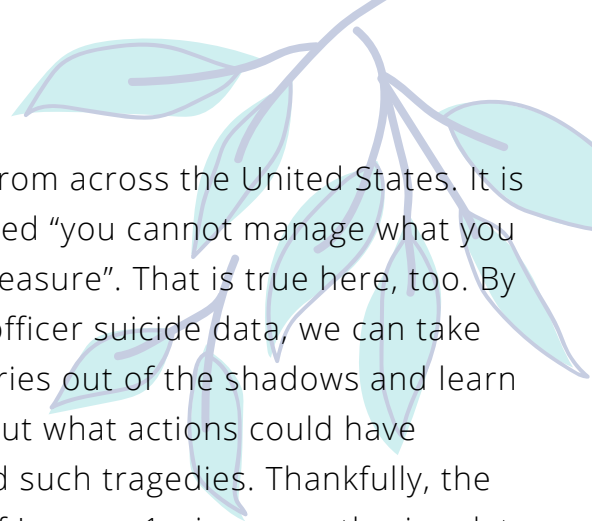 from across the United States. It is
ed “you cannot manage what you
easure”. That is true here, too. By
officer suicide data, we can take
ries out of the shadows and learn
ut what actions could have
d such tragedies. Thankfully, the